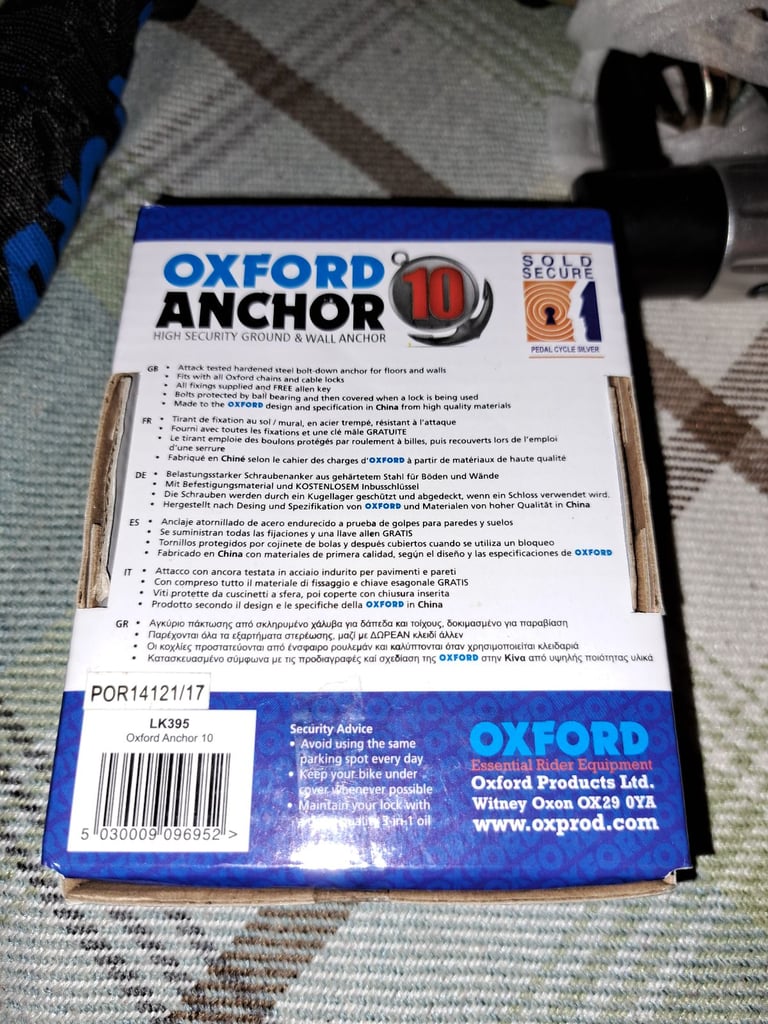 OXFORD
ANCHOR
10
HIGH SECURITY GROUND & WALL ANCHOR
SOLD
SECURE
PEDAL CYCLE SILVER
GB • Attack tested hardened steel bolt-down anchor for floors and walls
• Fits with all Oxford chains and cable locks
• All fixings supplied and FREE allen key
• Bolts protected by ball bearing and then covered when a lock is being used
• Made to the OXFORD design and specification in China from high quality materials
FR • Tirant de fixation au sol / mural, en acier trempé, résistant à l'attaque
• Fourni avec toutes les fixations et une clé mâle GRATUITE
• Le tirant emploie des boulons protégés par roulement à billes, puis recouverts lors de l'emploi
d'une serrure
• Fabriqué en Chiné selon le cahier des charges d'OXFORD à partir de matériaux de haute qualité
DE • Belastungsstarker Schraubenanker aus gehärtetem Stahl für Böden und Wände
• Mit Befestigungsmaterial und KOSTENLOSEM Inbusschlüssel
• Die Schrauben werden durch ein Kugellager geschützt und abgedeckt, wenn ein Schloss verwendet wird.
• Hergestellt nach Desing und Spezifikation von OXFORD und Materialen von hoher Qualität in China
ES • Anclaje atornillado de acero endurecido a prueba de golpes para paredes y suelos
• Se suministran todas las fijaciones y una llave allen GRATIS
• Tornillos protegidos por cojinete de bolas y después cubiertos cuando se utiliza un bloqueo
• Fabricado en China con materiales de primera calidad, según el diseño y las especificaciones de OXFORD
IT • Attacco con ancora testata in acciaio indurito per pavimenti e pareti
• Con compreso tutto il materiale di fissaggio e chiave esagonale GRATIS
• Viti protette da cuscinetti a sfera, poi coperte con chiusura inserita
• Prodotto secondo il design e le specifiche della OXFORD in China
GR • Αγκύριο πάκτωσης από σκληρυμένο χάλυβα για δάπεδα και τοίχους, δοκιμασμένο για παραβίαση
• Παρέχονται όλα τα εξαρτήματα στερέωσης, μαζί με ΔΩΡΕΑΝ κλειδί άλλεν
• Οι κοχλίες προστατεύονται από ένσφαιρο ρουλεμάν και καλύπτονται όταν χρησιμοποιείται κλειδαριά
• Κατασκευασμένο σύμφωνα με τις προδιαγραφές καί σχεδίαση της OXFORD στην Κίνα από υψηλής ποιότητας υλικά
POR14121/17
LK395
Oxford Anchor 10
5 030009 096952 >
Security Advice
• Avoid using the same
parking spot every day
• Keep your bike under
cover whenever possible
• Maintain your lock with
quality 3-in-1 oil
OXFORD
Essential Rider Equipment
Oxford Products Ltd.
Witney Oxon OX29 0YA
www.oxprod.com